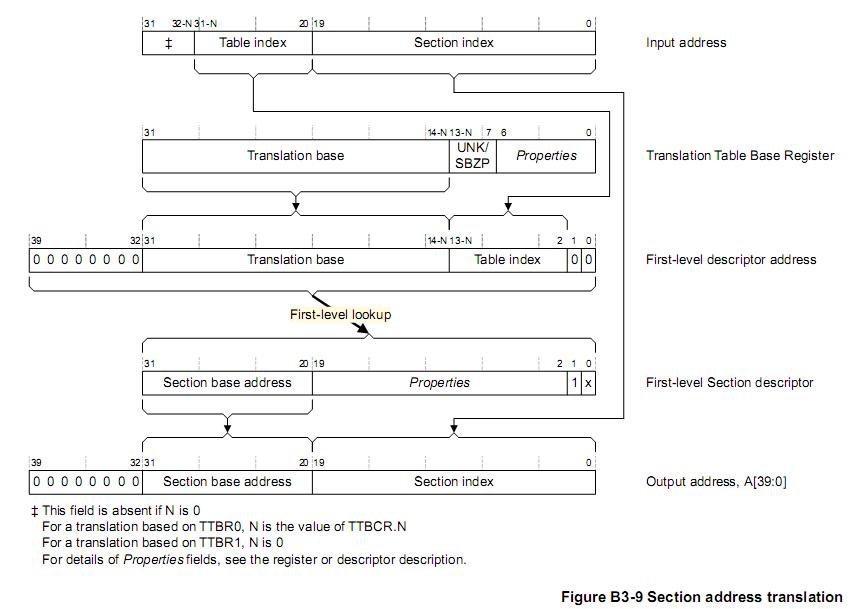 31 32-N 31-N 20 19 0
‡ Table index Section index Input address
31 14-N 13-N 7 6 0
Translation base UNK/ SBZP Properties Translation Table Base Register
39 32 31 14-N 13-N 2 1 0
0 0 0 0 0 0 0 0 Translation base Table index 0 0 First-level descriptor address
First-level lookup
31 20 19 2 1 0
Section base address Properties 1 x First-level Section descriptor
39 32 31 20 19 0
0 0 0 0 0 0 0 0 Section base address Section index Output address, A[39:0]
‡ This field is absent if N is 0
For a translation based on TTBR0, N is the value of TTBCR.N
For a translation based on TTBR1, N is 0
For details of Properties fields, see the register or descriptor description.
Figure B3-9 Section address translation